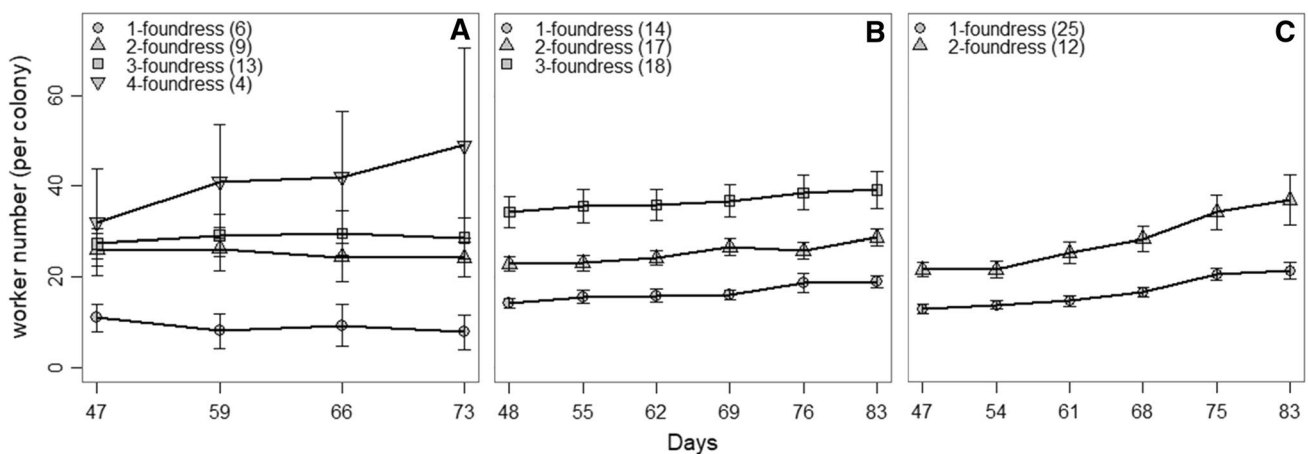 A
1-foundress (6)
2-foundress (9)
3-foundress (13)
4-foundress (4)
B
1-foundress (14)
2-foundress (17)
3-foundress (18)
C
1-foundress (25)
2-foundress (12)
worker number (per colony)
60
40
20
0
47 59 66 73
48 55 62 69 76 83
47 54 61 68 75 83
Days